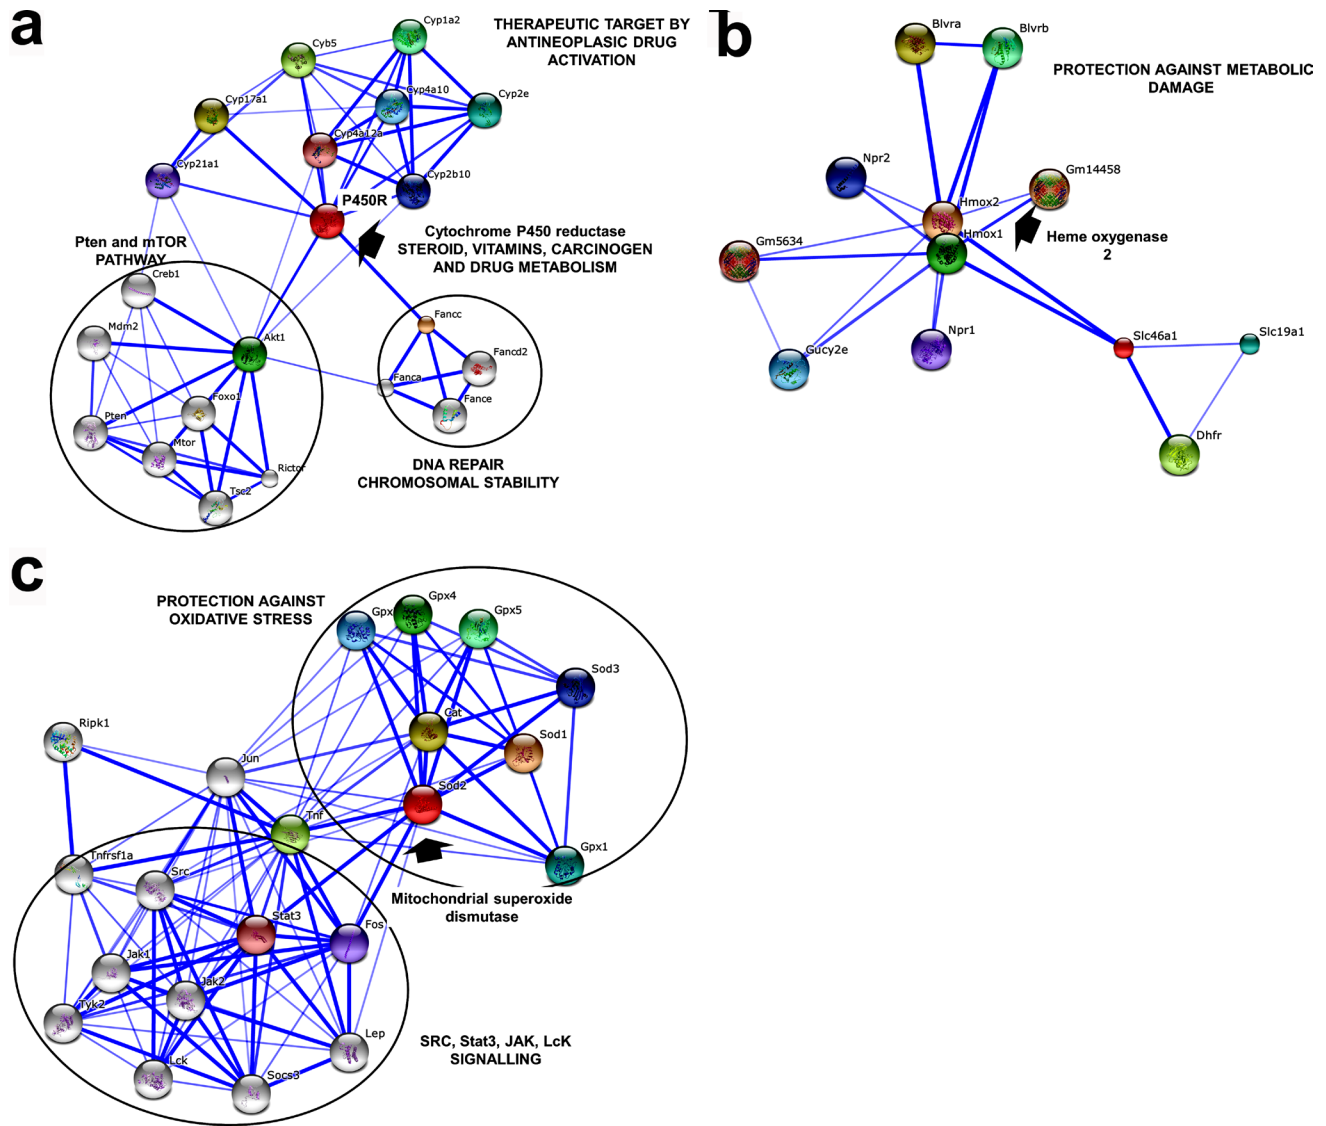 a
THERAPEUTIC TARGET BY
ANTINEOPLASIC DRUG
ACTIVATION
Cyp1a2
Cyb5
Cyp4a10
Cyp2e
Cyp17a1
Cyp4a12a
Cyp21a1
Cyp2b10
P450R
Cytochrome P450 reductase
STEROID, VITAMINS, CARCINOGEN
AND DRUG METABOLISM
Pten and mTOR
PATHWAY
Creb1
Mdm2
Akt1
Foxo1
Pten
Mtor
Rictor
Tsc2
Fancc
Fancd2
Fanca
Fance
DNA REPAIR
CHROMOSOMAL STABILITY
b
Blvra
Blvrb
PROTECTION AGAINST METABOLIC
DAMAGE
Npr2
Gm14458
Hmox2
Hmox1
Heme oxygenase
2
Gm5634
Npr1
Gucy2e
Slc46a1
Slc19a1
Dhfr
c
PROTECTION AGAINST
OXIDATIVE STRESS
Gpx
Gpx4
Gpx5
Sod3
Cat
Sod1
Sod2
Gpx1
Mitochondrial superoxide
dismutase
Ripk1
Jun
Tnf
Tnfrsf1a
Src
Stat3
Fos
Jak1
Jak2
Tyk2
Lep
Lck
Socs3
SRC, Stat3, JAK, LcK
SIGNALLING